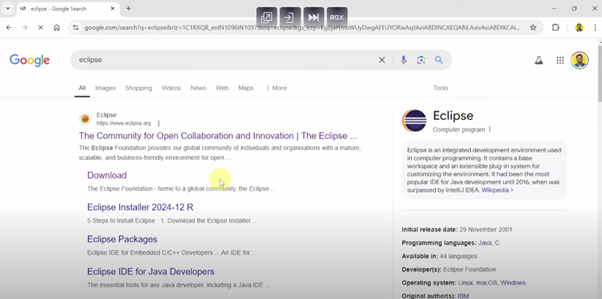 eclipse - Google Search
google.com/search?q=eclipse&rlz=1C1RXQR_enIN1096IN1097&oq=eclipse&gs_lcrp=
RGX
Google
eclipse
All Images Shopping Videos News Web Maps More Tools
Eclipse
https://www.eclipse.org
The Community for Open Collaboration and Innovation | The Eclipse ...
The Eclipse Foundation provides our global community of individuals and organisations with a mature,
scalable, and business-friendly environment for open ...
Download
The Eclipse Foundation - home to a global community, the Eclipse ...
Eclipse Installer 2024-12 R
5 Steps to Install Eclipse · 1. Download the Eclipse Installer ...
Eclipse Packages
Eclipse IDE for Embedded C/C++ Developers ... An IDE for ...
Eclipse IDE for Java Developers
The essential tools for any Java developer, including a Java IDE ...
Eclipse
Computer program
Eclipse is an integrated development environment used
in computer programming. It contains a base
workspace and an extensible plug-in system for
customizing the environment. It had been the most
popular IDE for Java development until 2016, when it was
surpassed by IntelliJ IDEA. Wikipedia
Initial release date: 29 November 2001
Programming languages: Java, C
Available in: 44 languages
Developer(s): Eclipse Foundation
Operating system: Linux, macOS, Windows
Original author(s): IBM